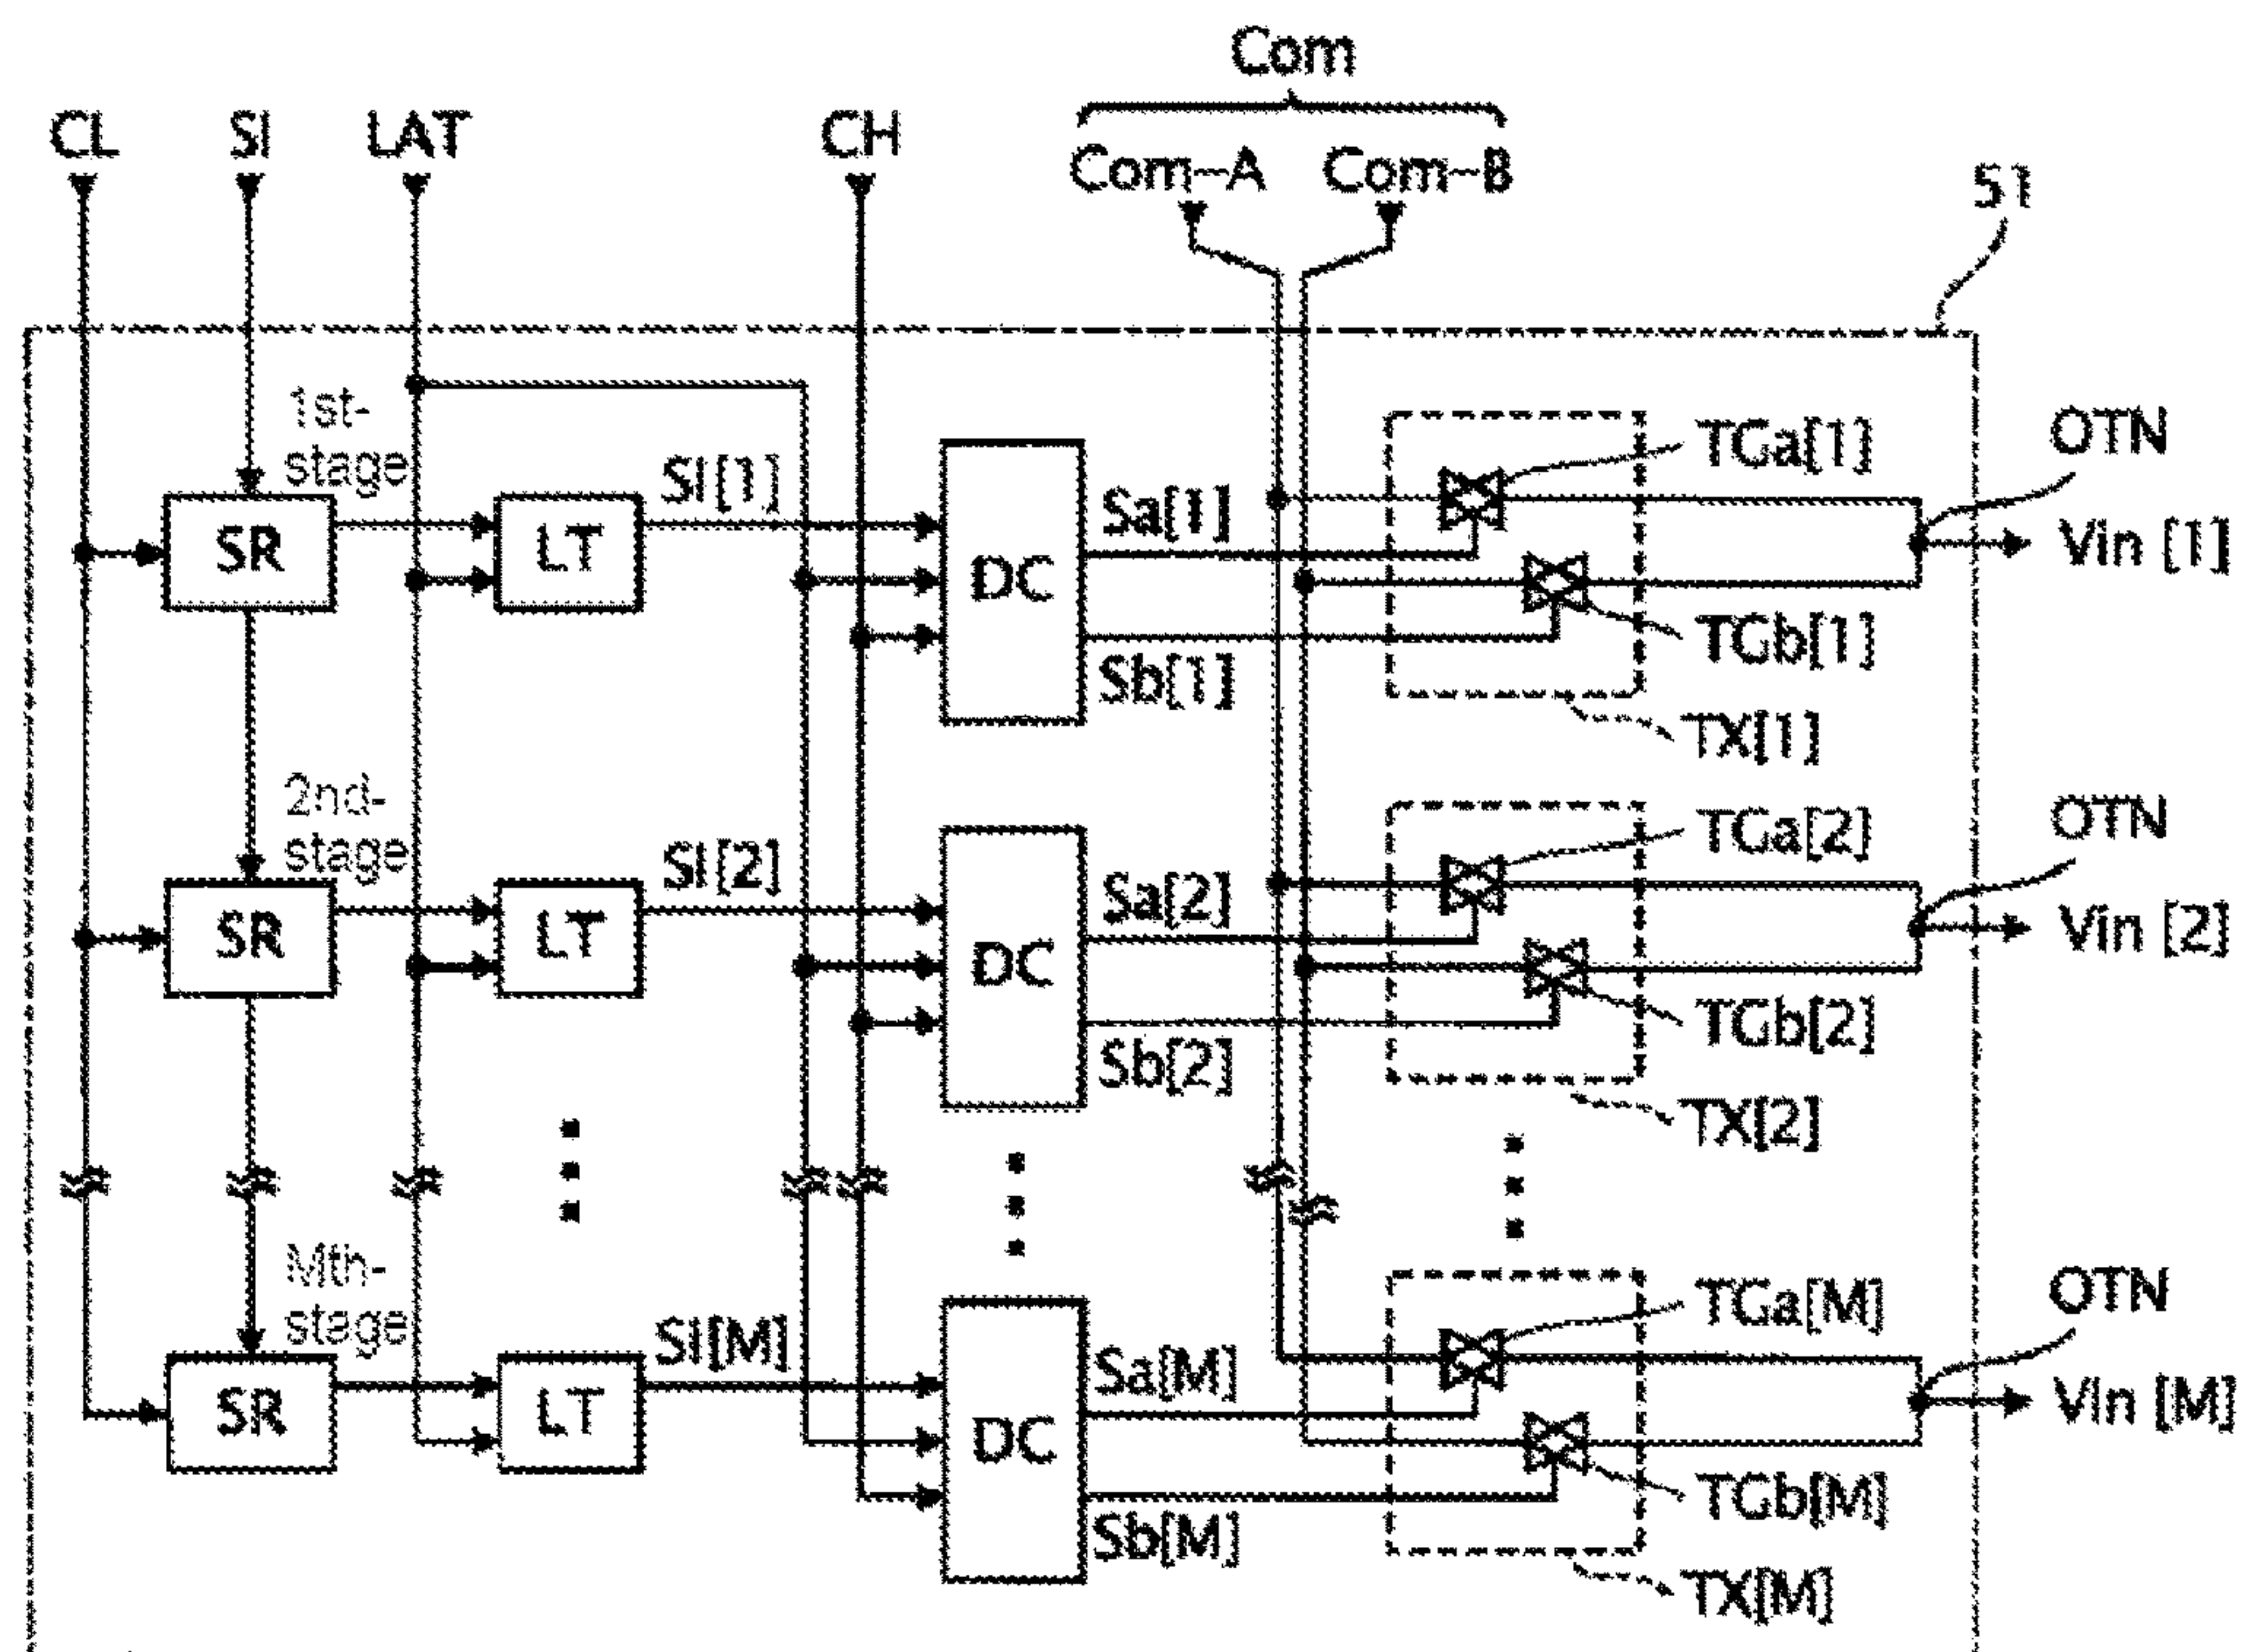 Com
CL SI LAT CH Com-A Com-B
51
1st-
stage
SR LT SI[1] DC Sa[1] Sb[1] TGa[1] TGb[1] TX[1] OTN Vin [1]
2nd-
stage
SR LT SI[2] DC Sa[2] Sb[2] TGa[2] TGb[2] TX[2] OTN Vin [2]
Mth-
stage
SR LT SI[M] DC Sa[M] Sb[M] TGa[M] TGb[M] TX[M] OTN Vin [M]